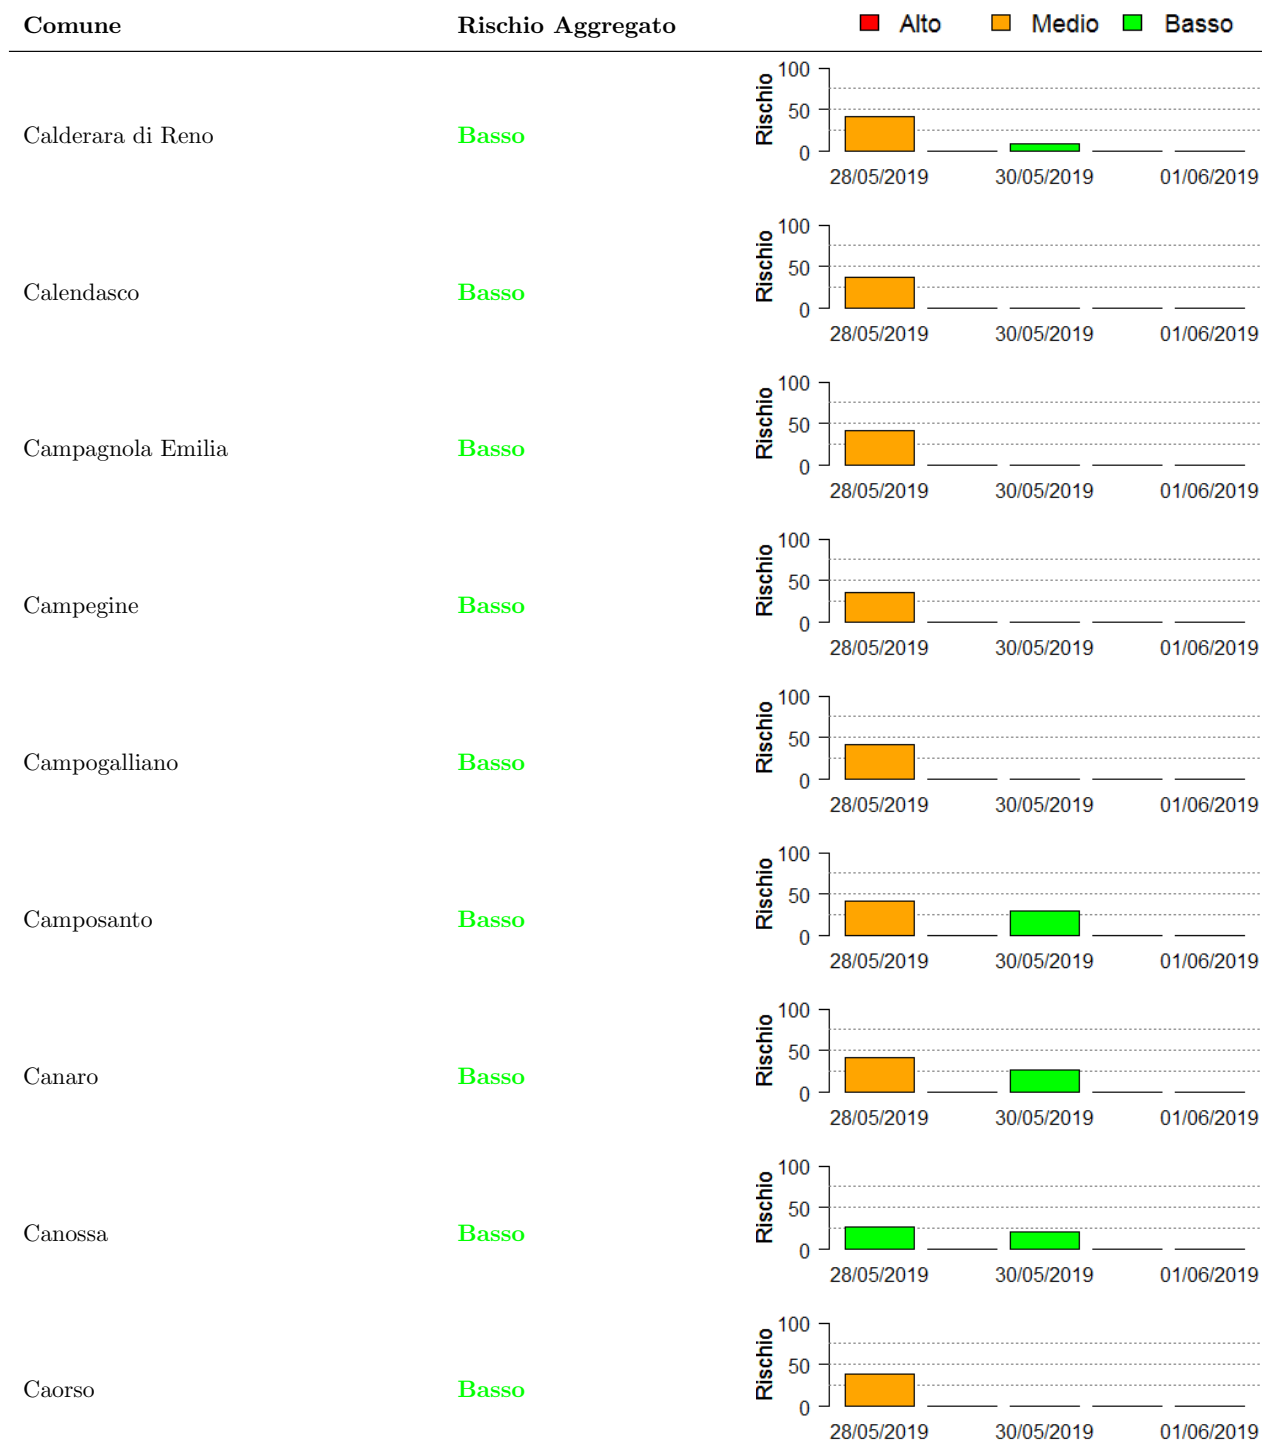 Comune Rischio Aggregato Alto Medio Basso
Calderara di Reno Basso Rischio 100 50 0
28/05/2019 30/05/2019 01/06/2019
Calendasco Basso Rischio 100 50 0
28/05/2019 30/05/2019 01/06/2019
Campagnola Emilia Basso Rischio 100 50 0
28/05/2019 30/05/2019 01/06/2019
Campegine Basso Rischio 100 50 0
28/05/2019 30/05/2019 01/06/2019
Campogalliano Basso Rischio 100 50 0
28/05/2019 30/05/2019 01/06/2019
Camposanto Basso Rischio 100 50 0
28/05/2019 30/05/2019 01/06/2019
Canaro Basso Rischio 100 50 0
28/05/2019 30/05/2019 01/06/2019
Canossa Basso Rischio 100 50 0
28/05/2019 30/05/2019 01/06/2019
Caorso Basso Rischio 100 50 0
28/05/2019 30/05/2019 01/06/2019